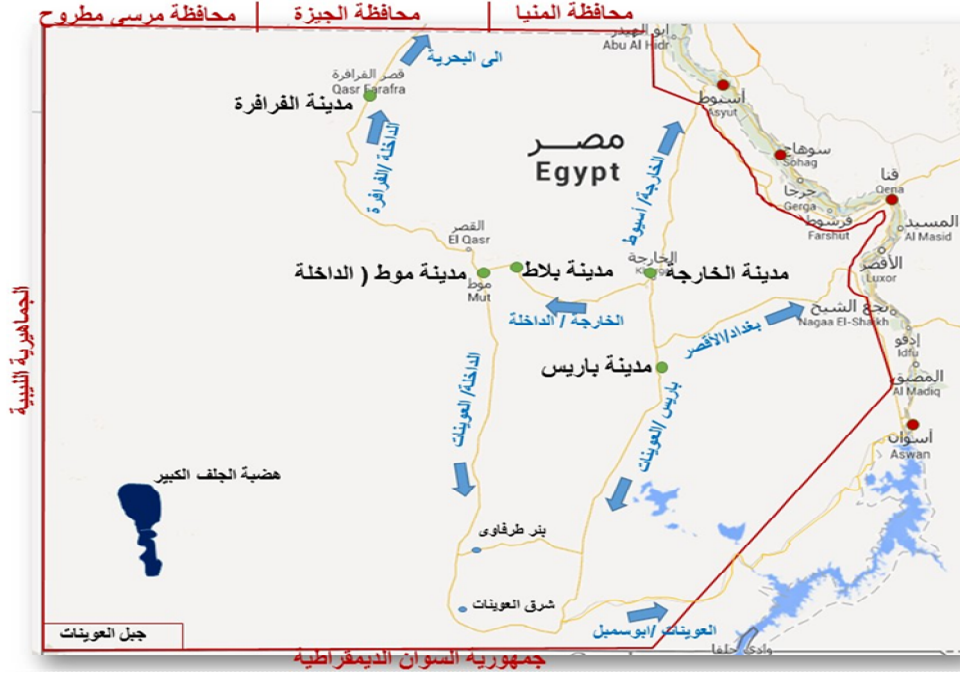 محافظة مرسى مطروح
محافظة الجيزة
محافظة المنيا
أبو الهيدر
Abu Al Hidr
الى البحرية
قصر الفرافرة
Qasr Farafra
مدينة الفرافرة
أسيوط
Asyut
الداخلة /الفرافرة
مصـــر
Egypt
الخارجة/ أسيوط
سوهاج
Sohag
جرجا
Gerga
قنا
Qena
فرشوط
Farshut
المسيد
Al Masid
القصر
El Qasr
الخارجة
مدينة موط ( الداخلة
مدينة بلاط
مدينة الخارجة
موط
Mut
الأقصر
Luxor
الخارجة / الداخلة
بغداد/الأقصر
نجع الشيخ
Nagaa El-Shaikh
إدفو
Idfu
الجماهيرية الليبية
الداخلة/ العوينات
مدينة باريس
المضيق
Al Madiq
باريس /العوينات
أسوان
Aswan
هضبة الجلف الكبير
بئر طرفاوى
شرق العوينات
جبل العوينات
العوينات /ابوسمبل
وادي حلفا
جمهورية السوان الديمقراطية